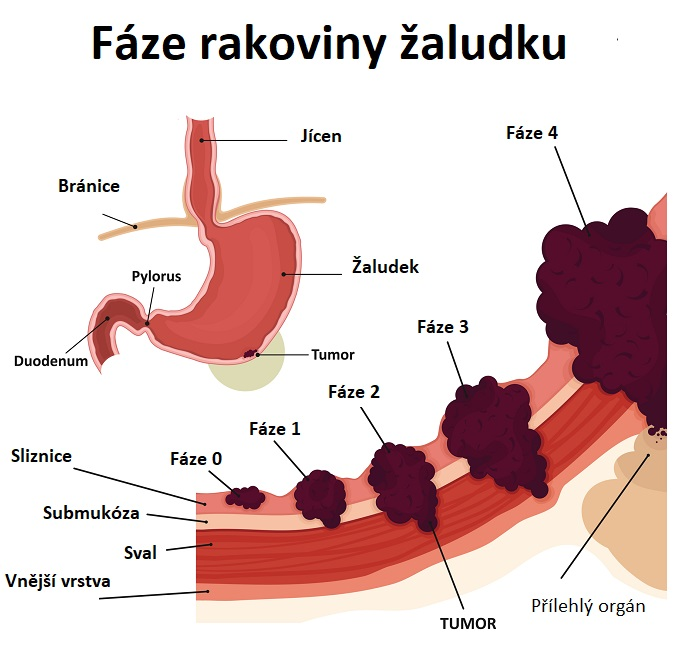 Fáze rakoviny žaludku
Jícen
Bránice
Pylorus
Žaludek
Duodenum
Tumor
Fáze 4
Fáze 3
Fáze 2
Fáze 1
Fáze 0
Sliznice
Submukóza
Sval
Vnější vrstva
Přílehlý orgán
TUMOR